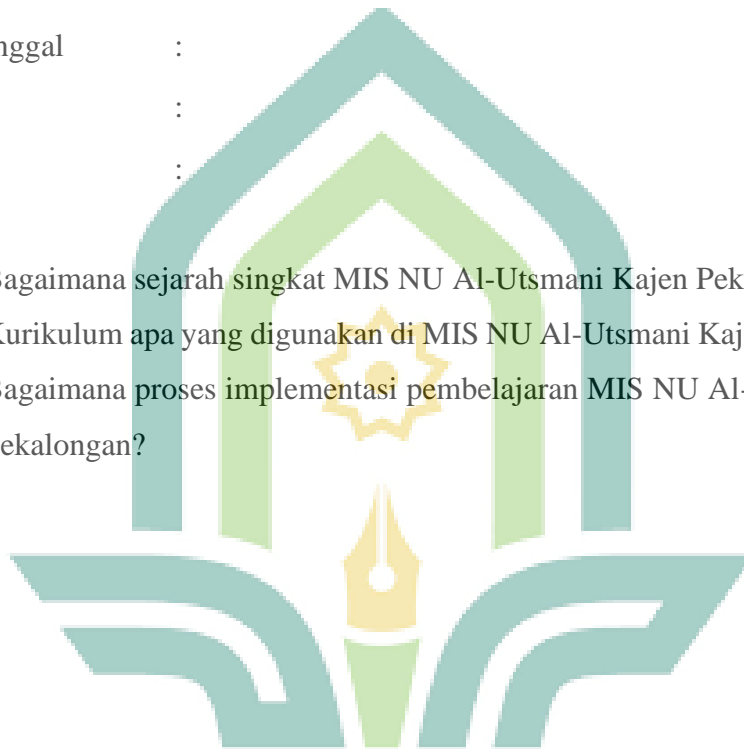 nggal :
:
:
Bagaimana sejarah singkat MIS NU Al-Utsmani Kajen Pek
Kurikulum apa yang digunakan di MIS NU Al-Utsmani Kaj
Bagaimana proses implementasi pembelajaran MIS NU Al-
ekalongan?